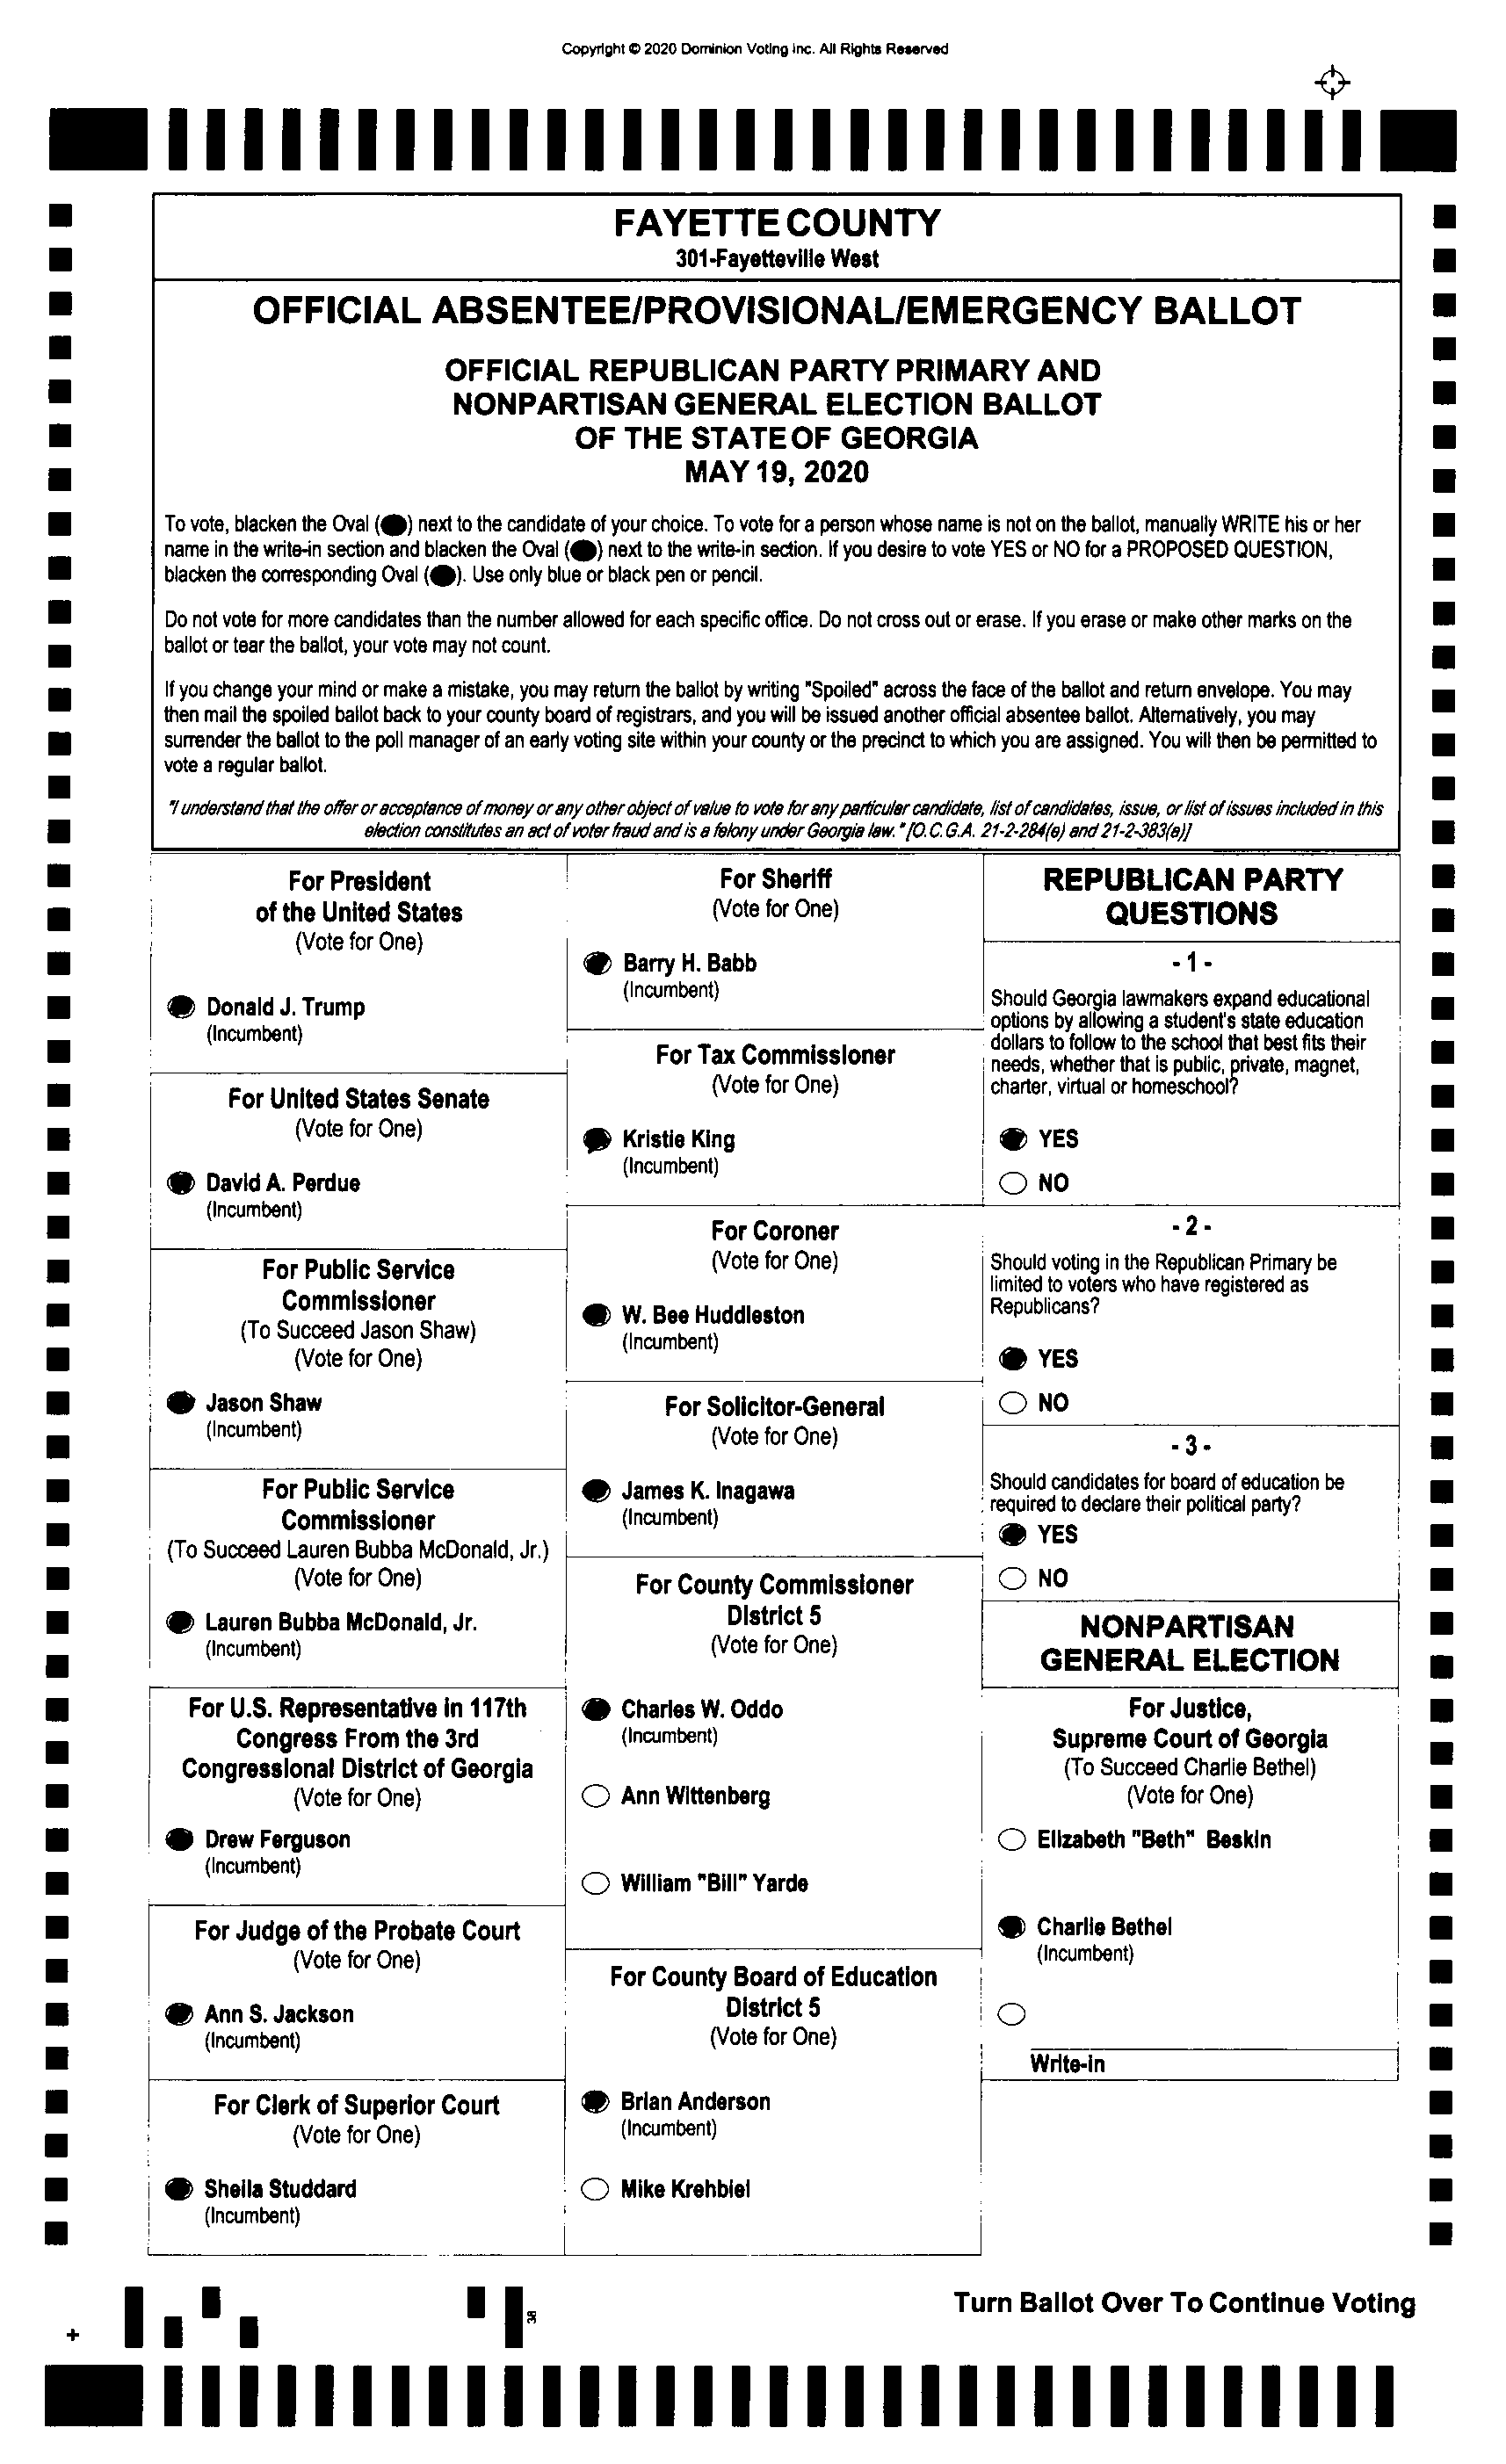 Copyright © 2020 Dominion Voting Inc. All Rights Reserved
FAYETTE COUNTY
301-Fayetteville West
OFFICIAL ABSENTEE/PROVISIONAL/EMERGENCY BALLOT
OFFICIAL REPUBLICAN PARTY PRIMARY AND
NONPARTISAN GENERAL ELECTION BALLOT
OF THE STATE OF GEORGIA
MAY 19, 2020
To vote, blacken the Oval (●) next to the candidate of your choice. To vote for a person whose name is not on the ballot, manually WRITE his or her
name in the write-in section and blacken the Oval (●) next to the write-in section. If you desire to vote YES or NO for a PROPOSED QUESTION,
blacken the corresponding Oval (●). Use only blue or black pen or pencil.
Do not vote for more candidates than the number allowed for each specific office. Do not cross out or erase. If you erase or make other marks on the
ballot or tear the ballot, your vote may not count.
If you change your mind or make a mistake, you may return the ballot by writing "Spoiled" across the face of the ballot and return envelope. You may
then mail the spoiled ballot back to your county board of registrars, and you will be issued another official absentee ballot. Alternatively, you may
surrender the ballot to the poll manager of an early voting site within your county or the precinct to which you are assigned. You will then be permitted to
vote a regular ballot.
"I understand that the offer or acceptance of money or any other object of value to vote for any particular candidate, list of candidates, issue, or list of issues included in this
election constitutes an act of voter fraud and is a felony under Georgia law." [O.C.G.A. 21-2-284(e) and 21-2-383(a)]
For President
of the United States
(Vote for One)
Donald J. Trump
(Incumbent)
For United States Senate
(Vote for One)
David A. Perdue
(Incumbent)
For Public Service
Commissioner
(To Succeed Jason Shaw)
(Vote for One)
Jason Shaw
(Incumbent)
For Public Service
Commissioner
(To Succeed Lauren Bubba McDonald, Jr.)
(Vote for One)
Lauren Bubba McDonald, Jr.
(Incumbent)
For U.S. Representative in 117th
Congress From the 3rd
Congressional District of Georgia
(Vote for One)
Drew Ferguson
(Incumbent)
For Judge of the Probate Court
(Vote for One)
Ann S. Jackson
(Incumbent)
For Clerk of Superior Court
(Vote for One)
Sheila Studdard
(Incumbent)
For Sheriff
(Vote for One)
Barry H. Babb
(Incumbent)
For Tax Commissioner
(Vote for One)
Kristie King
(Incumbent)
For Coroner
(Vote for One)
W. Bee Huddleston
(Incumbent)
For Solicitor-General
(Vote for One)
James K. Inagawa
(Incumbent)
For County Commissioner
District 5
(Vote for One)
Charles W. Oddo
(Incumbent)
Ann Wittenberg
William "Bill" Yarde
For County Board of Education
District 5
(Vote for One)
Brian Anderson
(Incumbent)
Mike Krehbiel
REPUBLICAN PARTY
QUESTIONS
- 1 -
Should Georgia lawmakers expand educational
options by allowing a student's state education
dollars to follow to the school that best fits their
needs, whether that is public, private, magnet,
charter, virtual or homeschool?
YES
NO
- 2 -
Should voting in the Republican Primary be
limited to voters who have registered as
Republicans?
YES
NO
- 3 -
Should candidates for board of education be
required to declare their political party?
YES
NO
NONPARTISAN
GENERAL ELECTION
For Justice,
Supreme Court of Georgia
(To Succeed Charlie Bethel)
(Vote for One)
Elizabeth "Beth" Beskin
Charlie Bethel
(Incumbent)
Write-in
Turn Ballot Over To Continue Voting
38
+